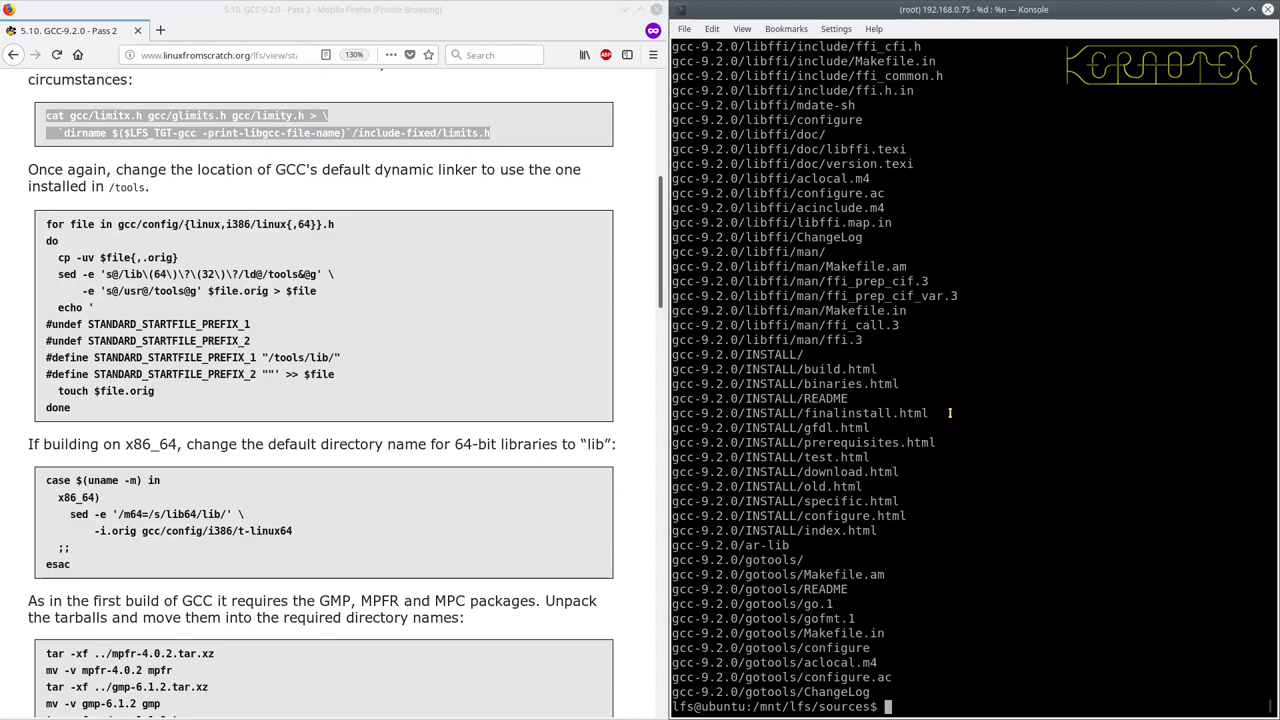 5.10. GCC-9.2.0 - Pass 2 - Mozilla Firefox (Private Browsing)
5.10. GCC-9.2.0 - Pass 2
www.linuxfromscratch.org/lfs/view/sta
130%
Search
circumstances:
cat gcc/limitx.h gcc/glimits.h gcc/limity.h > \
`dirname $($LFS_TGT-gcc -print-libgcc-file-name)`/include-fixed/limits.h
Once again, change the location of GCC's default dynamic linker to use the one
installed in /tools.
for file in gcc/config/{linux,i386/linux{,64}}.h
do
cp -uv $file{,.orig}
sed -e 's@/lib\(64\)\?\(32\)\?/ld@/tools&@g' \
-e 's@/usr@/tools@g' $file.orig > $file
echo '
#undef STANDARD_STARTFILE_PREFIX_1
#undef STANDARD_STARTFILE_PREFIX_2
#define STANDARD_STARTFILE_PREFIX_1 "/tools/lib/"
#define STANDARD_STARTFILE_PREFIX_2 ""' >> $file
touch $file.orig
done
If building on x86_64, change the default directory name for 64-bit libraries to “lib”:
case $(uname -m) in
x86_64)
sed -e '/m64=/s/lib64/lib/' \
-i.orig gcc/config/i386/t-linux64
;;
esac
As in the first build of GCC it requires the GMP, MPFR and MPC packages. Unpack
the tarballs and move them into the required directory names:
tar -xf ../mpfr-4.0.2.tar.xz
mv -v mpfr-4.0.2 mpfr
tar -xf ../gmp-6.1.2.tar.xz
mv -v gmp-6.1.2 gmp
(root) 192.168.0.75 - %d : %n — Konsole
File Edit View Bookmarks Settings Help
KERNOTEX
gcc-9.2.0/libffi/include/ffi_cfi.h
gcc-9.2.0/libffi/include/Makefile.in
gcc-9.2.0/libffi/include/ffi_common.h
gcc-9.2.0/libffi/include/ffi.h.in
gcc-9.2.0/libffi/mdate-sh
gcc-9.2.0/libffi/configure
gcc-9.2.0/libffi/doc/
gcc-9.2.0/libffi/doc/libffi.texi
gcc-9.2.0/libffi/doc/version.texi
gcc-9.2.0/libffi/aclocal.m4
gcc-9.2.0/libffi/configure.ac
gcc-9.2.0/libffi/acinclude.m4
gcc-9.2.0/libffi/libffi.map.in
gcc-9.2.0/libffi/ChangeLog
gcc-9.2.0/libffi/man/
gcc-9.2.0/libffi/man/Makefile.am
gcc-9.2.0/libffi/man/ffi_prep_cif.3
gcc-9.2.0/libffi/man/ffi_prep_cif_var.3
gcc-9.2.0/libffi/man/Makefile.in
gcc-9.2.0/libffi/man/ffi_call.3
gcc-9.2.0/libffi/man/ffi.3
gcc-9.2.0/INSTALL/
gcc-9.2.0/INSTALL/build.html
gcc-9.2.0/INSTALL/binaries.html
gcc-9.2.0/INSTALL/README
gcc-9.2.0/INSTALL/finalinstall.html
gcc-9.2.0/INSTALL/gfdl.html
gcc-9.2.0/INSTALL/prerequisites.html
gcc-9.2.0/INSTALL/test.html
gcc-9.2.0/INSTALL/download.html
gcc-9.2.0/INSTALL/old.html
gcc-9.2.0/INSTALL/specific.html
gcc-9.2.0/INSTALL/configure.html
gcc-9.2.0/INSTALL/index.html
gcc-9.2.0/ar-lib
gcc-9.2.0/gotools/
gcc-9.2.0/gotools/Makefile.am
gcc-9.2.0/gotools/README
gcc-9.2.0/gotools/go.1
gcc-9.2.0/gotools/gofmt.1
gcc-9.2.0/gotools/Makefile.in
gcc-9.2.0/gotools/configure
gcc-9.2.0/gotools/aclocal.m4
gcc-9.2.0/gotools/configure.ac
gcc-9.2.0/gotools/ChangeLog
lfs@ubuntu:/mnt/lfs/sources$